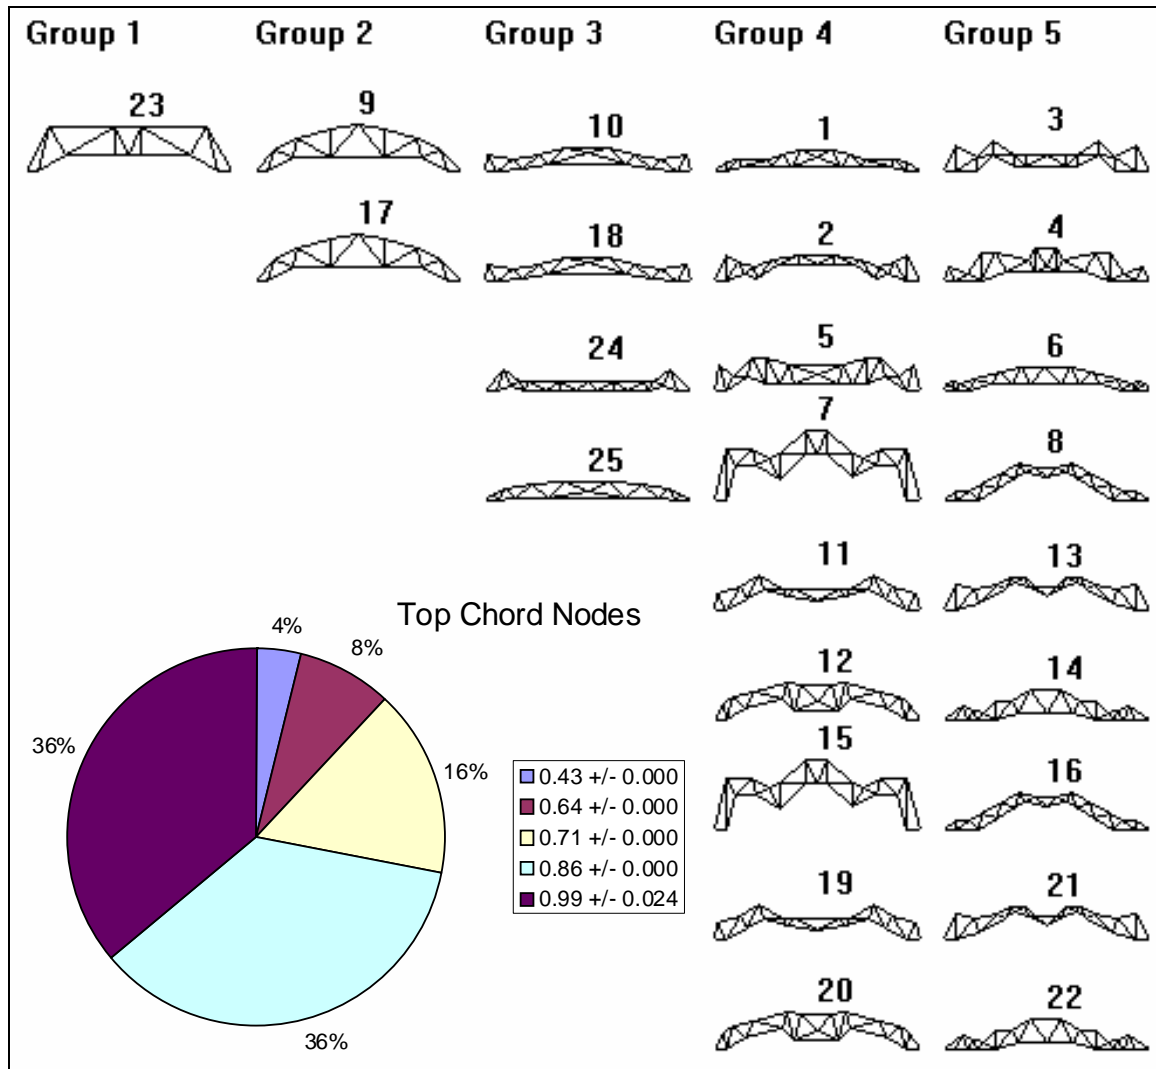 Group 1 Group 2 Group 3 Group 4 Group 5
23 9 10 1 3
17 18 2 4
24 5 6
7
25 8
11 13
Top Chord Nodes
4%
8%
12 14
36%
15
16%
16
0.43 +/- 0.000
0.64 +/- 0.000
0.71 +/- 0.000
0.86 +/- 0.000
0.99 +/- 0.024
19 21
20 22
36%